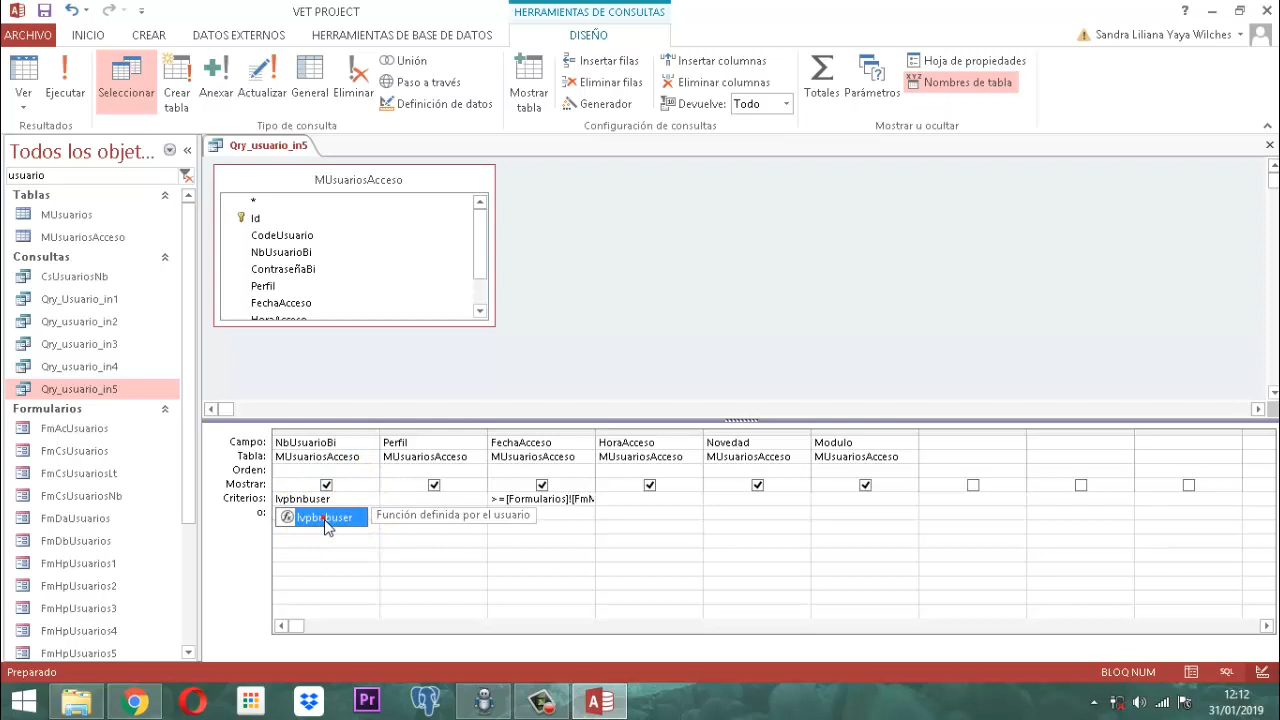 VET PROJECT
HERRAMIENTAS DE CONSULTAS
?
ARCHIVO INICIO CREAR DATOS EXTERNOS HERRAMIENTAS DE BASE DE DATOS DISEÑO Sandra Liliana Yaya Wilches
Ver
Ejecutar
Resultados
Seleccionar
Crear tabla
Anexar
Actualizar
General
Eliminar
Unión
Paso a través
Definición de datos
Tipo de consulta
Mostrar tabla
Insertar filas
Eliminar filas
Generador
Insertar columnas
Eliminar columnas
Devuelve: Todo
Configuración de consultas
Totales
Parámetros
Hoja de propiedades
XYZ Nombres de tabla
Mostrar u ocultar
Todos los objet... «
usuario
Tablas
MUsuarios
MUsuariosAcceso
Consultas
CsUsuariosNb
Qry_Usuario_in1
Qry_usuario_in2
Qry_usuario_in3
Qry_usuario_in4
Qry_usuario_in5
Formularios
FmAcUsuarios
FmCsUsuarios
FmCsUsuariosLt
FmCsUsuariosNb
FmDaUsuarios
FmDbUsuarios
FmHpUsuarios1
FmHpUsuarios2
FmHpUsuarios3
FmHpUsuarios4
FmHpUsuarios5
Qry_usuario_in5
MUsuariosAcceso
*
Id
CodeUsuario
NbUsuarioBi
ContraseñaBi
Perfil
FechaAcceso
HoraAcceso
Campo: NbUsuarioBi Perfil FechaAcceso HoraAcceso Novedad Modulo
Tabla: MUsuariosAcceso MUsuariosAcceso MUsuariosAcceso MUsuariosAcceso MUsuariosAcceso MUsuariosAcceso
Orden:
Mostrar:
Criterios: lvpbnbuser >=[Formularios]![FmM
o:
lvpbnbuser Función definida por el usuario
Preparado BLOQ NUM SQL
Pr
12:12
31/01/2019